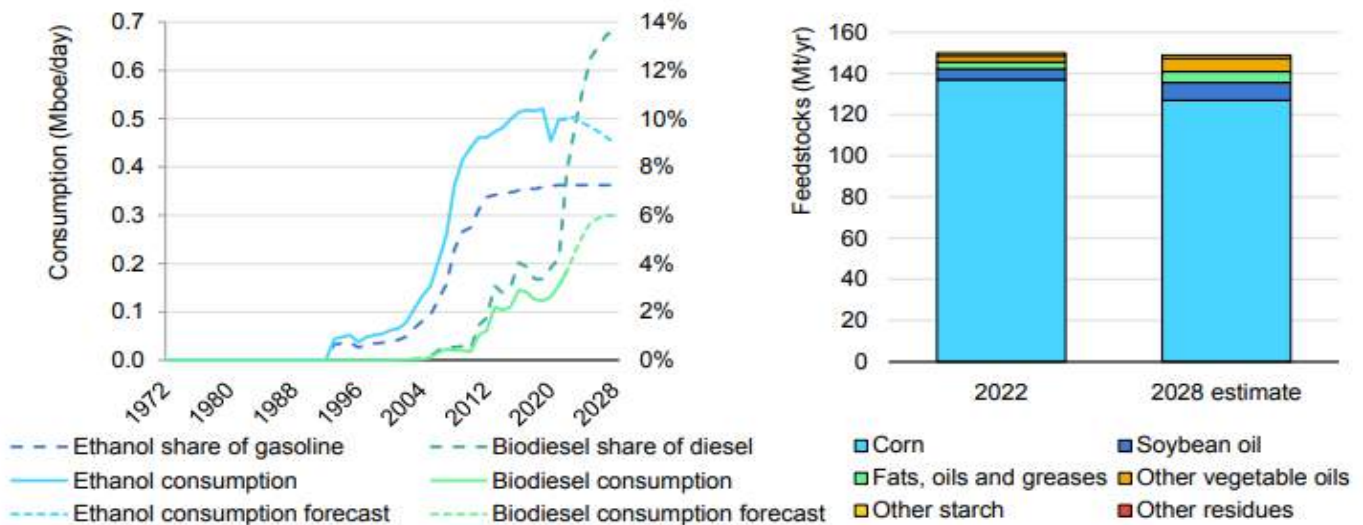 Consumption (Mboe/day)
0.7
0.6
0.5
0.4
0.3
0.2
0.1
0.0
14%
12%
10%
8%
6%
4%
2%
0%
1972
1980
1988
1996
2004
2012
2020
2028
Ethanol share of gasoline
Biodiesel share of diesel
Ethanol consumption
Biodiesel consumption
Ethanol consumption forecast
Biodiesel consumption forecast
Feedstocks (Mt/yr)
160
140
120
100
80
60
40
20
0
2022
2028 estimate
Corn
Soybean oil
Fats, oils and greases
Other vegetable oils
Other starch
Other residues